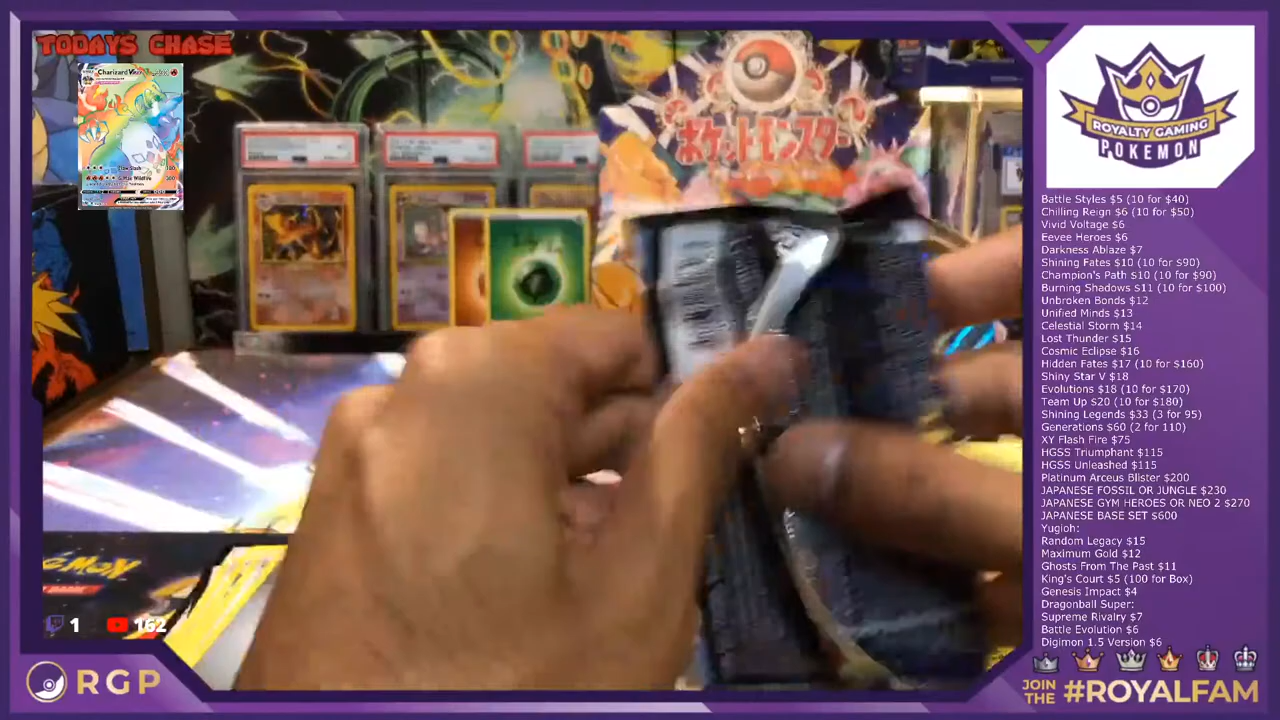 TODAYS CHASE
Charizard
G-Max Wildfire
ポケットモンスター
1
162
RGP
ROYALTY GAMING
POKEMON
Battle Styles $5 (10 for $40)
Chilling Reign $6 (10 for $50)
Vivid Voltage $6
Eevee Heroes $6
Darkness Ablaze $7
Shining Fates $10 (10 for $90)
Champion's Path $10 (10 for $90)
Burning Shadows $11 (10 for $100)
Unbroken Bonds $12
Unified Minds $13
Celestial Storm $14
Lost Thunder $15
Cosmic Eclipse $16
Hidden Fates $17 (10 for $160)
Shiny Star V $18
Evolutions $18 (10 for $170)
Team Up $20 (10 for $180)
Shining Legends $33 (3 for 95)
Generations $60 (2 for 110)
XY Flash Fire $75
HGSS Triumphant $115
HGSS Unleashed $115
Platinum Arceus Blister $200
JAPANESE FOSSIL OR JUNGLE $230
JAPANESE GYM HEROES OR NEO 2 $270
JAPANESE BASE SET $600
Yugioh:
Random Legacy $15
Maximum Gold $12
Ghosts From The Past $11
King's Court $5 (100 for Box)
Genesis Impact $4
Dragonball Super:
Supreme Rivalry $7
Battle Evolution $6
Digimon 1.5 Version $6
JOIN
THE #ROYALFAM